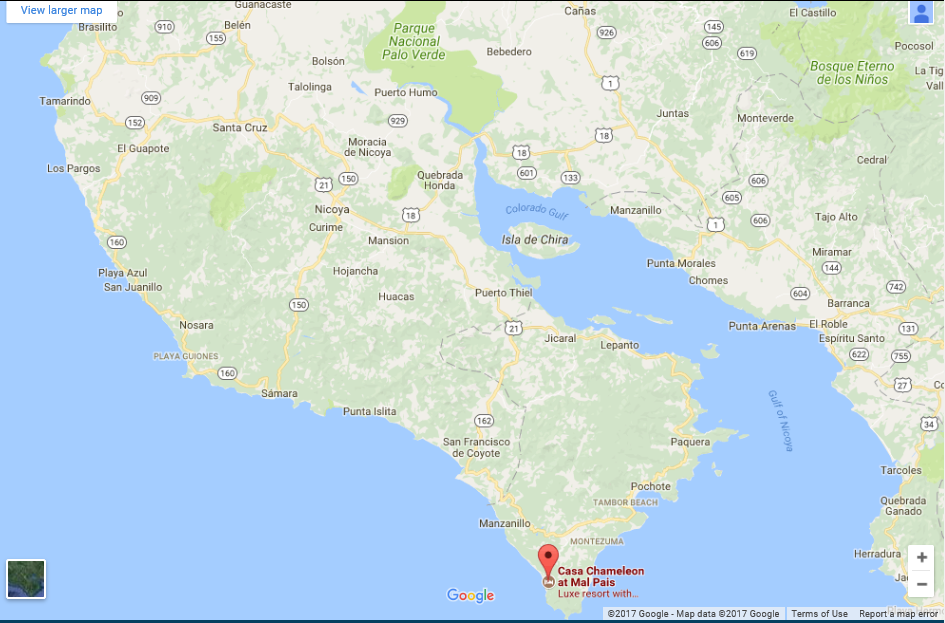 View larger map
Guanacaste
Cañas
El Castillo
Brasilito
910
Belén
155
Parque
Nacional
Palo Verde
926
145
606
619
Pocosol
Bebedero
Bolsón
Bosque Eterno
de los Niños
La Tig
Vall
Talolinga
Puerto Humo
1
Tamarindo
909
152
929
Juntas
Monteverde
Santa Cruz
18
El Guapote
Moracia
de Nicoya
18
Cedral
Los Pargos
601
133
21
150
Quebrada
Honda
606
605
Nicoya
18
Colorado Gulf
Manzanillo
606
Tajo Alto
1
Curime
Mansion
Isla de Chira
160
Miramar
Punta Morales
144
Playa Azul
Hojancha
Chomes
San Juanillo
Huacas
Puerto Thiel
604
742
150
Barranca
Nosara
21
Punta Arenas
El Roble
131
Jicaral
Lepanto
Espíritu Santo
PLAYA GUIONES
622
755
160
27
Co
Sámara
Punta Islita
Gulf of Nicoya
162
34
San Francisco
de Coyote
Paquera
Tarcoles
Pochote
TAMBOR BEACH
Quebrada
Ganado
Manzanillo
MONTEZUMA
Herradura
+
Casa Chameleon
at Mal Pais
Luxe resort with...
Ja
−
Google
©2017 Google - Map data ©2017 Google
Terms of Use
Report a map error